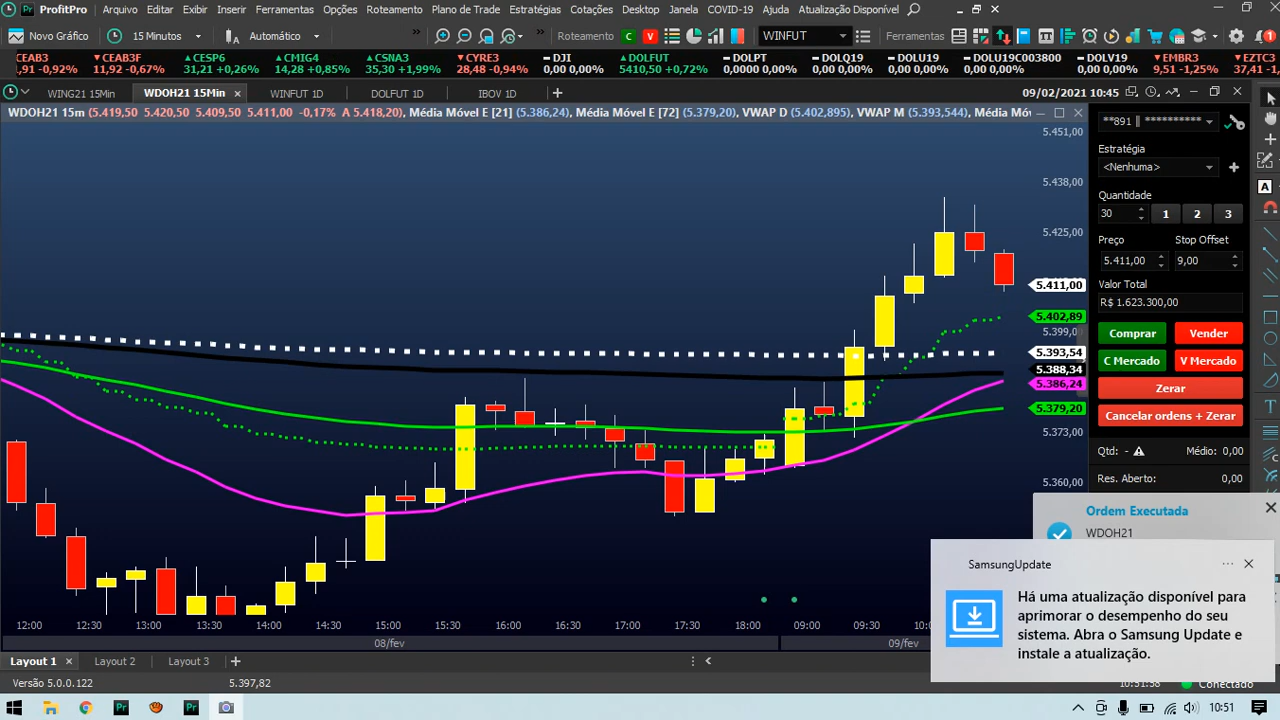 ProfitPro Arquivo Editar Exibir Inserir Ferramentas Opções Roteamento Plano de Trade Estratégias Cotações Desktop Janela COVID-19 Ajuda Atualização Disponível
Novo Gráfico 15 Minutos Automático Roteamento C V WINFUT Ferramentas
CEAB3 CEAB3F CESP6 CMIG4 CSAN3 CYRE3 DJI DOLFUT DOLPT DOLQ19 DOLU19 DOLU19C003800 DOLV19 EMBR3 EZTC3
,91 -0,92% 11,92 -0,67% 31,21 +0,26% 14,28 +0,85% 35,30 +1,99% 28,48 -0,94% 0,00 0,00% 5410,50 +0,72% 0,0000 0,00% 0,00 0,00% 0,00 0,00% 0,00 0,00% 0,00 0,00% 9,51 -1,25% 37,41 -1,
WING21 15Min WDOH21 15Min IWINFUT 1D DOLFUT 1D IBOV 1D 09/02/2021 10:45
WDOH21 15m (5.419,50 5.420,50 5.409,50 5.411,00 -0,17% A 5.418,20) Média Móvel E [21] (5.386,24), Média Móvel E [72] (5.379,20), VWAP D (5.402,895), VWAP M (5.393,544), Média Mó
5.451,00
5.438,00
5.425,00
5.411,00
5.402,89
5.399,00
5.393,54
5.388,34
5.386,24
5.379,20
5.373,00
5.360,00
**891 | **********
Estratégia
<Nenhuma>
Quantidade
30 1 2 3
Preço Stop Offset
5.411,00 9,00
Valor Total
R$ 1.623.300,00
Comprar Vender
C Mercado V Mercado
Zerar
Cancelar ordens + Zerar
Qtd: - Médio: 0,00
Res. Aberto: 0,00
Ordem Executada
WDOH21
SamsungUpdate
Há uma atualização disponível para
aprimorar o desempenho do seu
sistema. Abra o Samsung Update e
instale a atualização.
12:00 12:30 13:00 13:30 14:00 14:30 15:00 15:30 16:00 16:30 17:00 17:30 18:00 09:00 09:30
08/fev 09/fev
Layout 1 Layout 2 Layout 3
Versão 5.0.0.122 5.397,82 Conectado
10:51